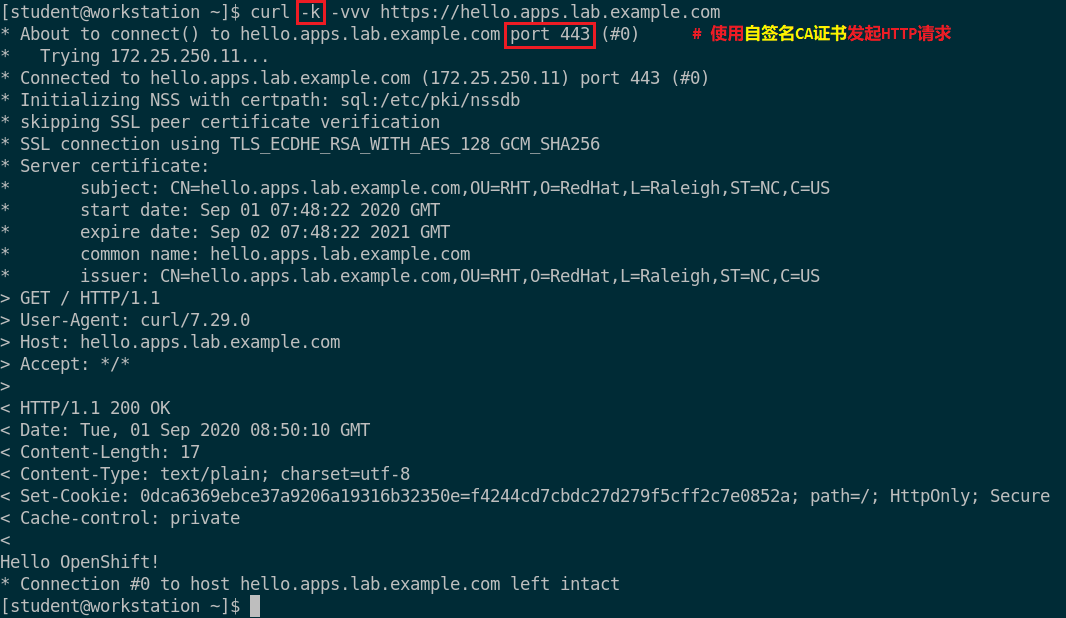 [student@workstation ~]$ curl -k -vvv https://hello.apps.lab.example.com
* About to connect() to hello.apps.lab.example.com port 443 (#0) # 使用自签名CA证书发起HTTP请求
*   Trying 172.25.250.11...
* Connected to hello.apps.lab.example.com (172.25.250.11) port 443 (#0)
* Initializing NSS with certpath: sql:/etc/pki/nssdb
* skipping SSL peer certificate verification
* SSL connection using TLS_ECDHE_RSA_WITH_AES_128_GCM_SHA256
* Server certificate:
*       subject: CN=hello.apps.lab.example.com,OU=RHT,O=RedHat,L=Raleigh,ST=NC,C=US
*       start date: Sep 01 07:48:22 2020 GMT
*       expire date: Sep 02 07:48:22 2021 GMT
*       common name: hello.apps.lab.example.com
*       issuer: CN=hello.apps.lab.example.com,OU=RHT,O=RedHat,L=Raleigh,ST=NC,C=US
> GET / HTTP/1.1
> User-Agent: curl/7.29.0
> Host: hello.apps.lab.example.com
> Accept: */*
>
< HTTP/1.1 200 OK
< Date: Tue, 01 Sep 2020 08:50:10 GMT
< Content-Length: 17
< Content-Type: text/plain; charset=utf-8
< Set-Cookie: 0dca6369ebce37a9206a19316b32350e=f4244cd7cbdc27d279f5cff2c7e0852a; path=/; HttpOnly; Secure
< Cache-control: private
<
Hello OpenShift!
* Connection #0 to host hello.apps.lab.example.com left intact
[student@workstation ~]$